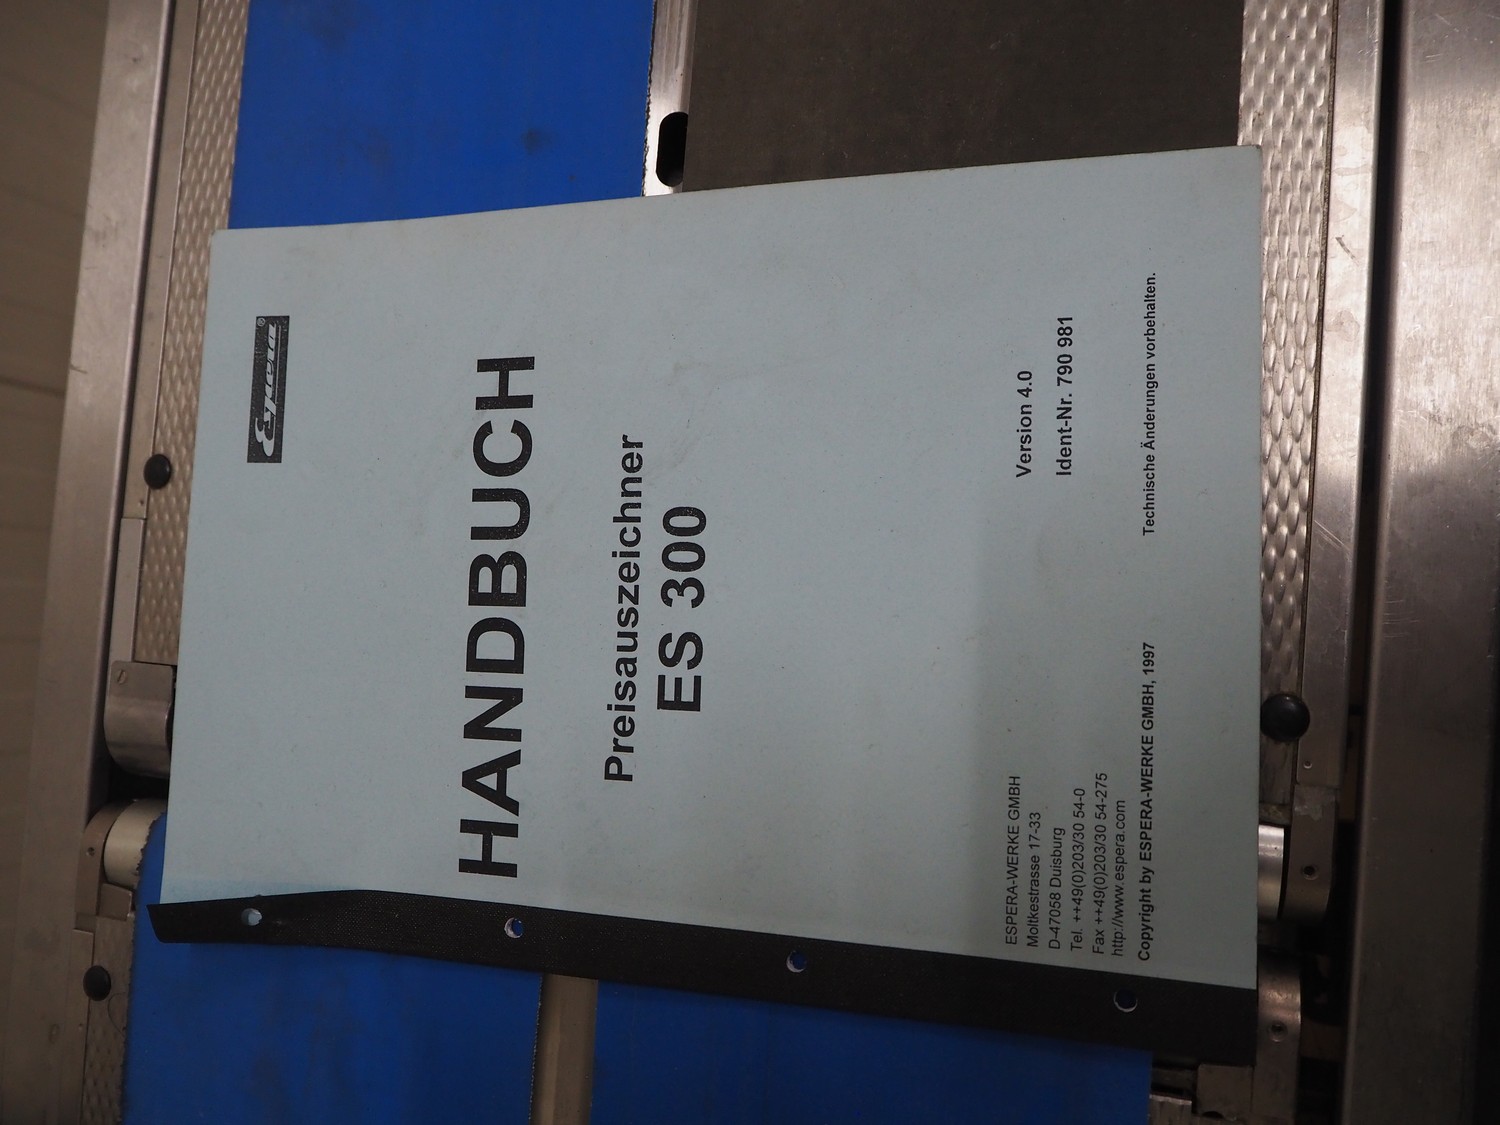 Espera®
HANDBUCH
Preisauszeichner
ES 300
Version 4.0
Ident-Nr. 790 981
ESPERA-WERKE GMBH
Moltkestrasse 17-33
D-47058 Duisburg
Tel. ++49(0)203/30 54-0
Fax ++49(0)203/30 54-275
http://www.espera.com
Copyright by ESPERA-WERKE GMBH, 1997
Technische Änderungen vorbehalten.